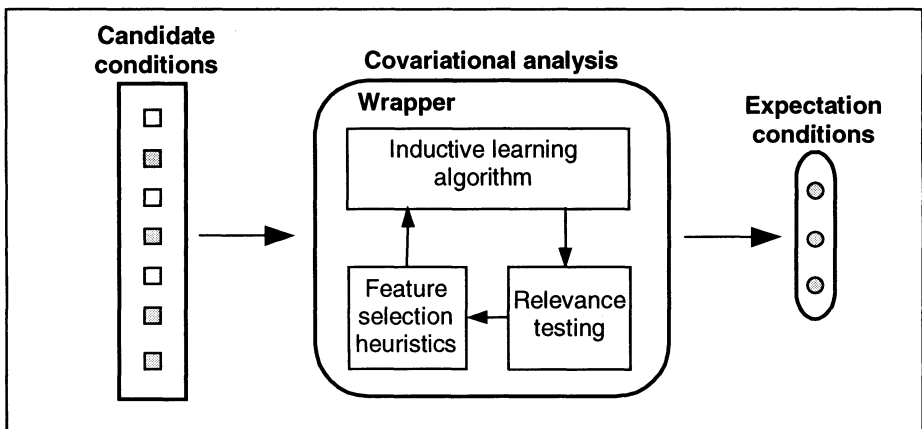 Candidate
conditions
Covariational analysis
Wrapper
Inductive learning
algorithm
Feature
selection
heuristics
Relevance
testing
Expectation
conditions